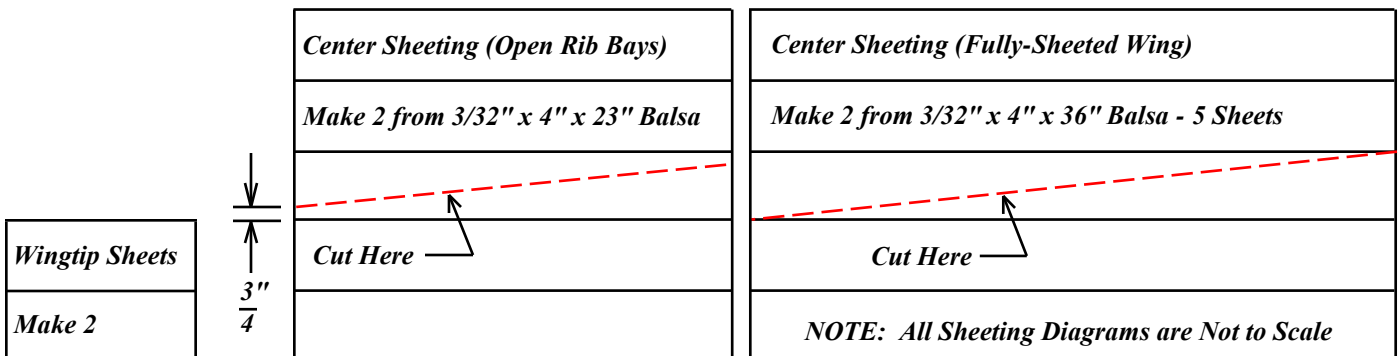 Center Sheeting (Open Rib Bays)
Make 2 from 3/32" x 4" x 23" Balsa
Cut Here
Center Sheeting (Fully-Sheeted Wing)
Make 2 from 3/32" x 4" x 36" Balsa - 5 Sheets
Cut Here
NOTE: All Sheeting Diagrams are Not to Scale
Wingtip Sheets
Make 2
3"
4